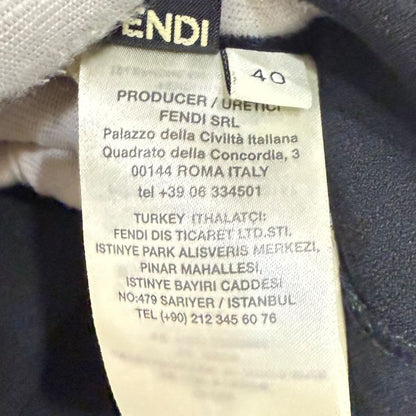 FENDI
40
PRODUCER / URETICI
FENDI SRL
Palazzo della Civiltà Italiana
Quadrato della Concordia, 3
00144 ROMA ITALY
tel +39 06 334501
TURKEY ITHALATÇI:
FENDI DIS TICARET LTD.STI.
ISTINYE PARK ALISVERIS MERKEZI,
PINAR MAHALLESI,
ISTINYE BAYIRI CADDESI
NO:479 SARIYER / ISTANBUL
TEL (+90) 212 345 60 76